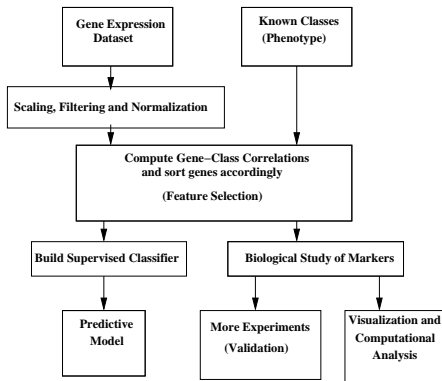 Gene Expression
Dataset
Known Classes
(Phenotype)
Scaling, Filtering and Normalization
Compute Gene−Class Correlations
and sort genes accordingly
(Feature Selection)
Build Supervised Classifier
Biological Study of Markers
Predictive
Model
More Experiments
(Validation)
Visualization and
Computational
Analysis